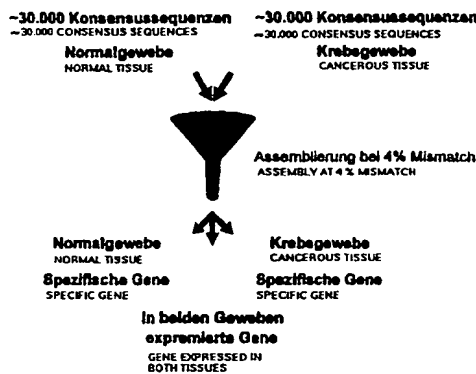 ~30.000 Konsensussequenzen
~30.000 CONSENSUS SEQUENCES
Normalgewebe
NORMAL TISSUE
~30.000 Konsensussequenzen
~30.000 CONSENSUS SEQUENCES
Krebsgewebe
CANCEROUS TISSUE
Assemblierung bei 4% Mismatch
ASSEMBLY AT 4 % MISMATCH
Normalgewebe
NORMAL TISSUE
Spezifische Gene
SPECIFIC GENE
Krebsgewebe
CANCEROUS TISSUE
Spezifische Gene
SPECIFIC GENE
In beiden Geweben
exprimierte Gene
GENE EXPRESSED IN
BOTH TISSUES